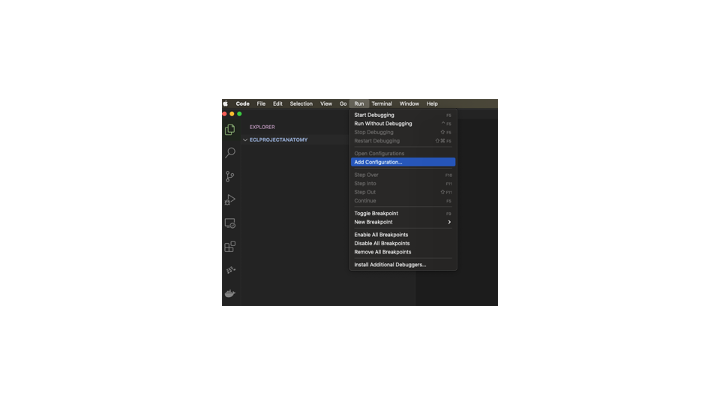 Code File Edit Selection View Go Run Terminal Window Help
EXPLORER
ECLPROJECTANATOMY
Start Debugging
Run Without Debugging
Stop Debugging
Restart Debugging
Open Configurations
Add Configuration...
Step Over
Step Into
Step Out
Continue
Toggle Breakpoint
New Breakpoint
Enable All Breakpoints
Disable All Breakpoints
Remove All Breakpoints
Install Additional Debuggers...